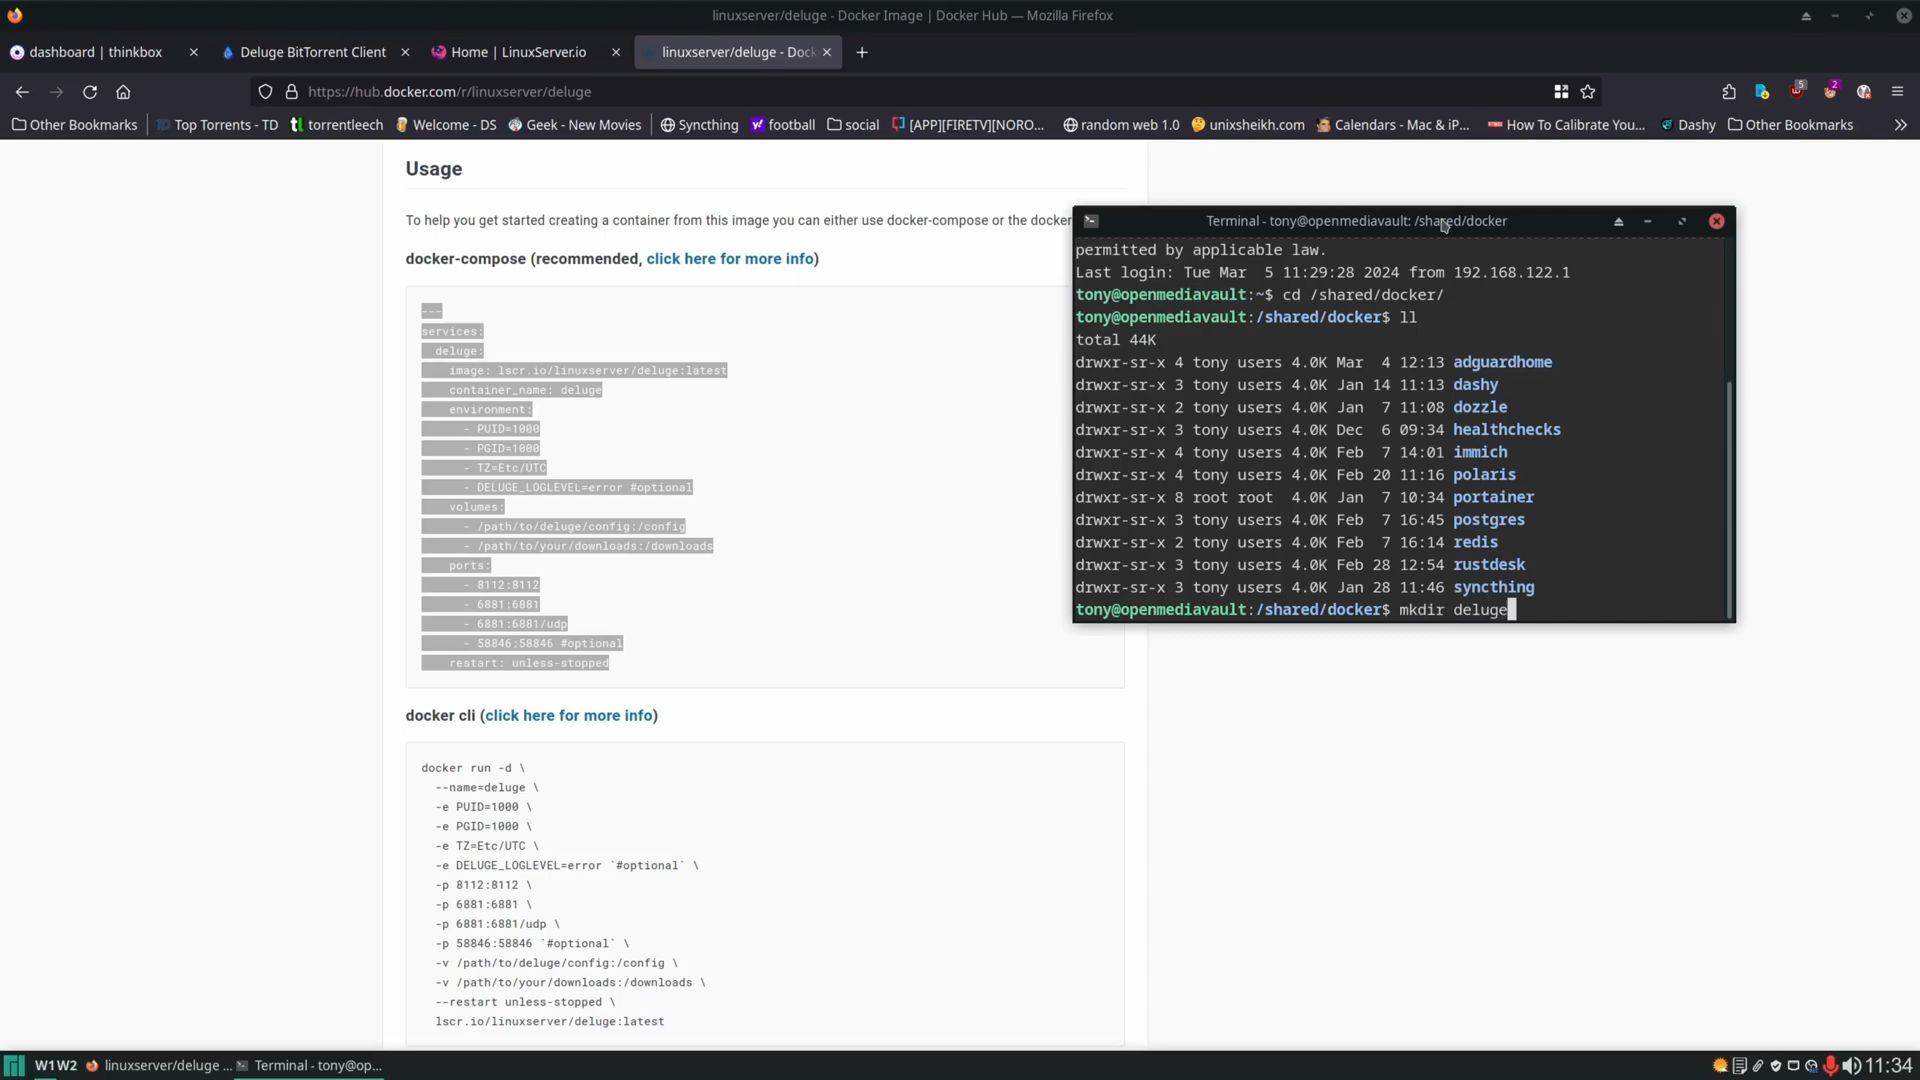 linuxserver/deluge - Docker Image | Docker Hub — Mozilla Firefox
dashboard | thinkbox
Deluge BitTorrent Client
Home | LinuxServer.io
linuxserver/deluge - Dock
https://hub.docker.com/r/linuxserver/deluge
5
2
Other Bookmarks
Top Torrents - TD
torrentleech
Welcome - DS
Geek - New Movies
Syncthing
football
social
[APP][FIRETV][NORO...
random web 1.0
unixsheikh.com
Calendars - Mac & iP...
How To Calibrate You...
Dashy
Other Bookmarks
Usage
To help you get started creating a container from this image you can either use docker-compose or the docker
docker-compose (recommended, click here for more info)
---
services:
  deluge:
    image: lscr.io/linuxserver/deluge:latest
    container_name: deluge
    environment:
      - PUID=1000
      - PGID=1000
      - TZ=Etc/UTC
      - DELUGE_LOGLEVEL=error #optional
    volumes:
      - /path/to/deluge/config:/config
      - /path/to/your/downloads:/downloads
    ports:
      - 8112:8112
      - 6881:6881
      - 6881:6881/udp
      - 58846:58846 #optional
    restart: unless-stopped
docker cli (click here for more info)
docker run -d \
  --name=deluge \
  -e PUID=1000 \
  -e PGID=1000 \
  -e TZ=Etc/UTC \
  -e DELUGE_LOGLEVEL=error `#optional` \
  -p 8112:8112 \
  -p 6881:6881 \
  -p 6881:6881/udp \
  -p 58846:58846 `#optional` \
  -v /path/to/deluge/config:/config \
  -v /path/to/your/downloads:/downloads \
  --restart unless-stopped \
  lscr.io/linuxserver/deluge:latest
Terminal - tony@openmediavault: /shared/docker
permitted by applicable law.
Last login: Tue Mar  5 11:29:28 2024 from 192.168.122.1
tony@openmediavault:~$ cd /shared/docker/
tony@openmediavault:/shared/docker$ ll
total 44K
drwxr-sr-x 4 tony users 4.0K Mar  4 12:13 adguardhome
drwxr-sr-x 3 tony users 4.0K Jan 14 11:13 dashy
drwxr-sr-x 2 tony users 4.0K Jan  7 11:08 dozzle
drwxr-sr-x 3 tony users 4.0K Dec  6 09:34 healthchecks
drwxr-sr-x 4 tony users 4.0K Feb  7 14:01 immich
drwxr-sr-x 4 tony users 4.0K Feb 20 11:16 polaris
drwxr-sr-x 8 root root  4.0K Jan  7 10:34 portainer
drwxr-sr-x 3 tony users 4.0K Feb  7 16:45 postgres
drwxr-sr-x 2 tony users 4.0K Feb  7 16:14 redis
drwxr-sr-x 3 tony users 4.0K Feb 28 12:54 rustdesk
drwxr-sr-x 3 tony users 4.0K Jan 28 11:46 syncthing
tony@openmediavault:/shared/docker$ mkdir deluge
W1W2
linuxserver/deluge ...
Terminal - tony@op...
11:34